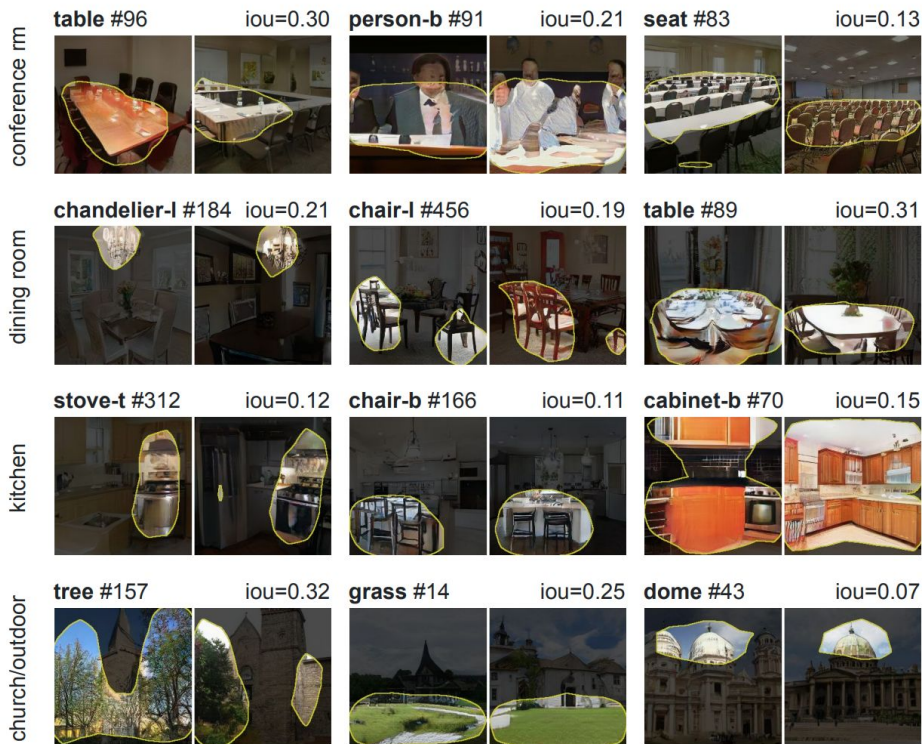 conference rm
table #96 iou=0.30
person-b #91 iou=0.21
seat #83 iou=0.13
dining room
chandelier-l #184 iou=0.21
chair-l #456 iou=0.19
table #89 iou=0.31
kitchen
stove-t #312 iou=0.12
chair-b #166 iou=0.11
cabinet-b #70 iou=0.15
church/outdoor
tree #157 iou=0.32
grass #14 iou=0.25
dome #43 iou=0.07